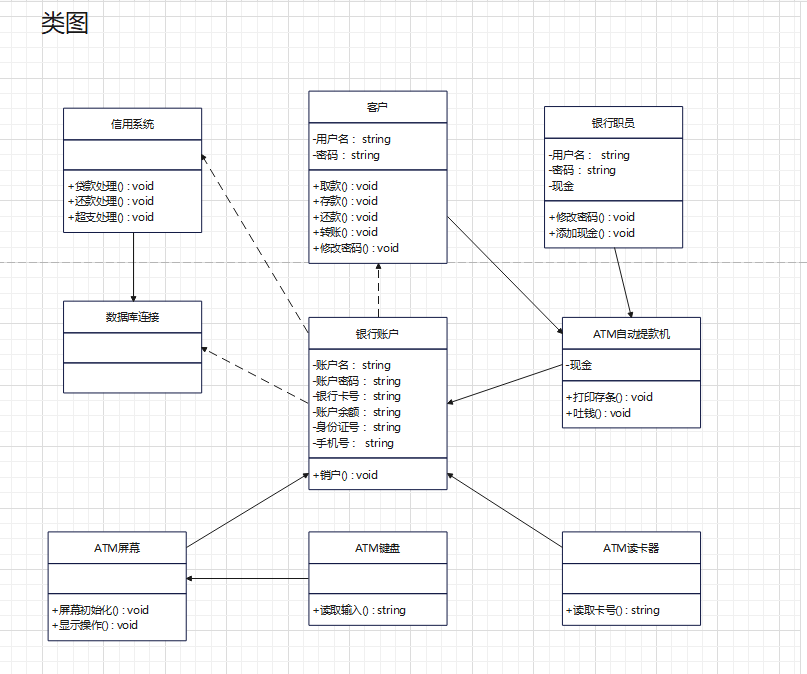 类图
信用系统
+贷款处理() : void
+还款处理() : void
+超支处理() : void
客户
-用户名 : string
-密码 : string
+取款() : void
+存款() : void
+还款() : void
+转账() : void
+修改密码() : void
银行职员
-用户名 : string
-密码 : string
-现金
+修改密码() : void
+添加现金() : void
数据库连接
银行账户
-账户名 : string
-账户密码 : string
-银行卡号 : string
-账户余额 : string
-身份证号 : string
-手机号 : string
+销户() : void
ATM自动提款机
-现金
+打印存条() : void
+吐钱() : void
ATM屏幕
+屏幕初始化() : void
+显示操作() : void
ATM键盘
+读取输入() : string
ATM读卡器
+读取卡号() : string